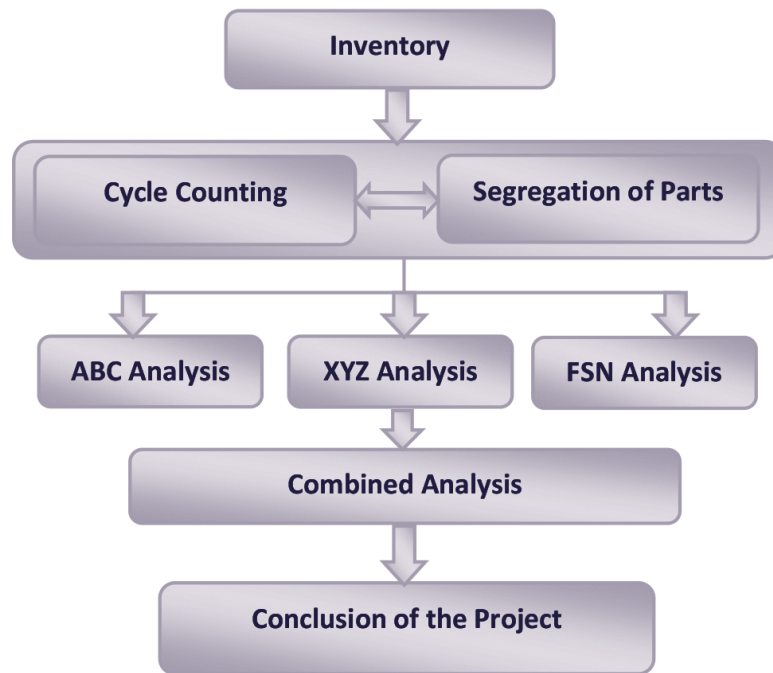 Inventory
Cycle Counting
Segregation of Parts
ABC Analysis
XYZ Analysis
FSN Analysis
Combined Analysis
Conclusion of the Project